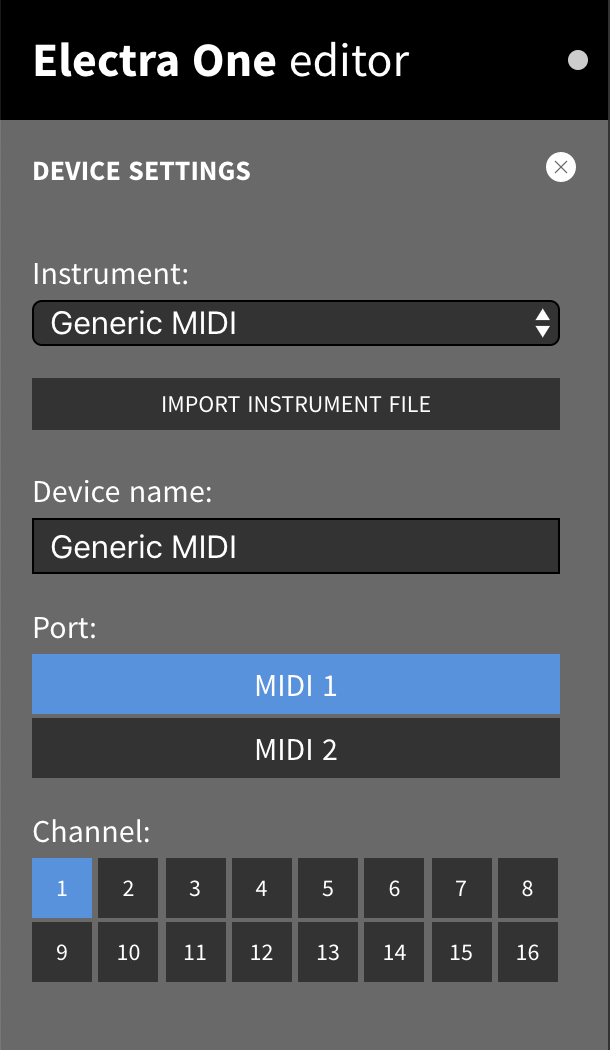 Electra One editor
DEVICE SETTINGS
Instrument:
Generic MIDI
IMPORT INSTRUMENT FILE
Device name:
Generic MIDI
Port:
MIDI 1
MIDI 2
Channel:
1 2 3 4 5 6 7 8
9 10 11 12 13 14 15 16